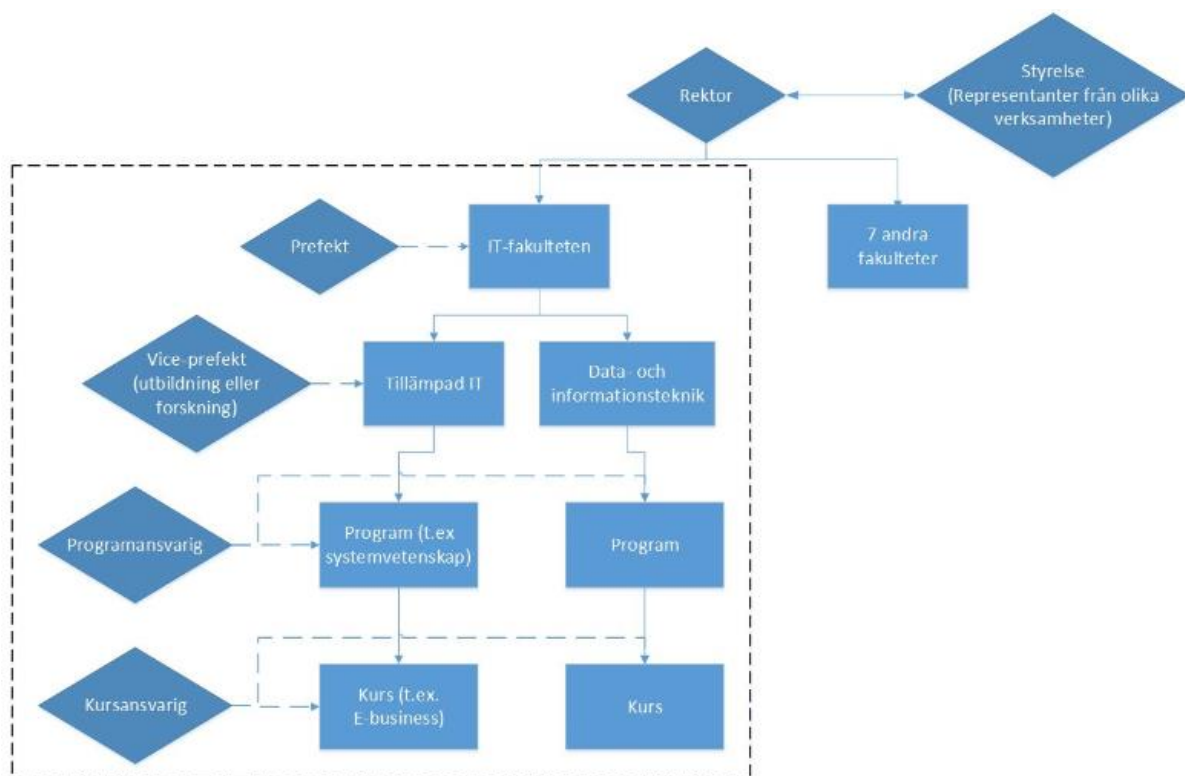 Rektor
Styrelse
(Representanter från olika
verksamheter)
Prefekt
IT-fakulteten
7 andra
fakulteter
Vice-prefekt
(utbildning eller
forskning)
Tillämpad IT
Data- och
informationsteknik
Programansvarig
Program (t.ex
systemvetenskap)
Program
Kursansvarig
Kurs (t.ex.
E-business)
Kurs